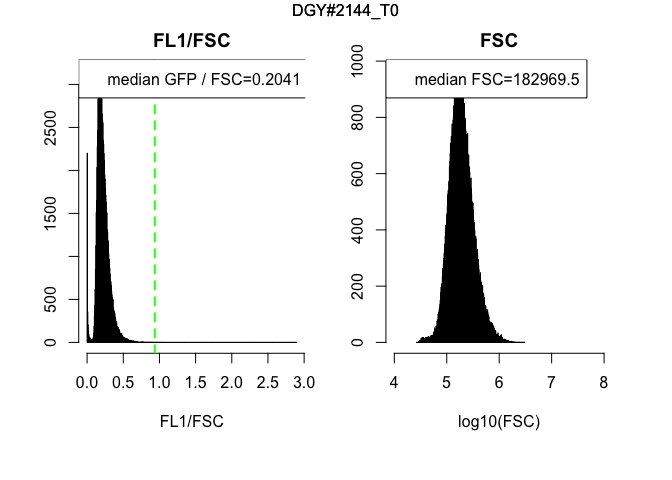 DGY#2144_T0
FL1/FSC
median GFP / FSC=0.2041
0
500
1500
2500
0.0 0.5 1.0 1.5 2.0 2.5 3.0
FL1/FSC
FSC
median FSC=182969.5
0
200
400
600
800
1000
4 5 6 7 8
log10(FSC)